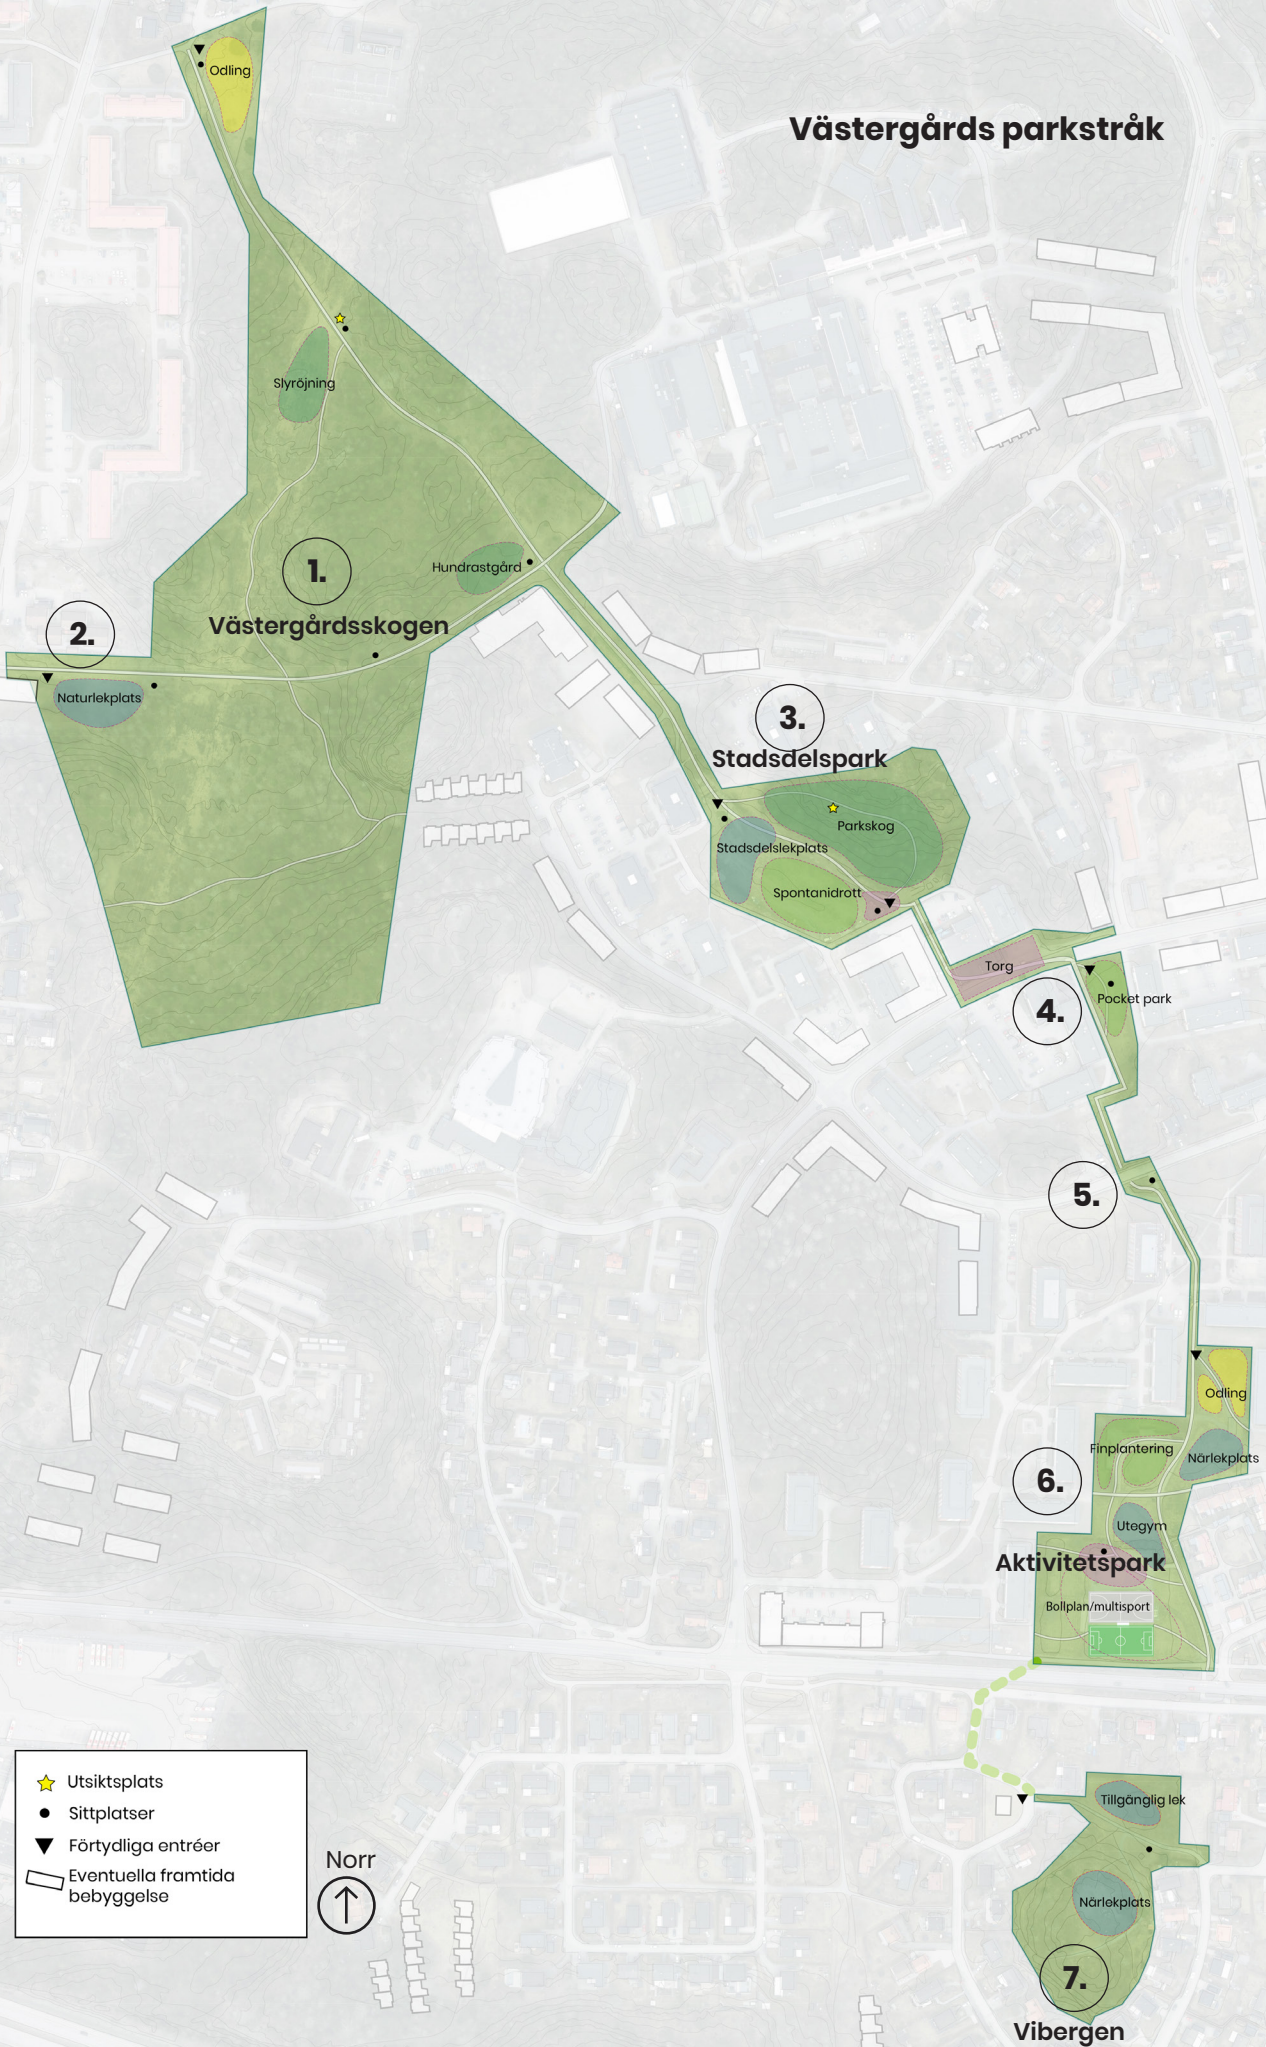 Västergårds parkstråk
Odling
Slyröjning
Hundrastgård
1.
Västergårdsskogen
2.
Naturlekplats
3.
Stadsdelspark
Parkskog
Stadsdelslekplats
Spontanidrott
Torg
4.
Pocket park
5.
Odling
Finplantering
Närlekplats
6.
Utegym
Aktivitetspark
Bollplan/multisport
Tillgänglig lek
Närlekplats
7.
Vibergen
Utsiktsplats
Sittplatser
Förtydliga entréer
Eventuella framtida
bebyggelse
Norr